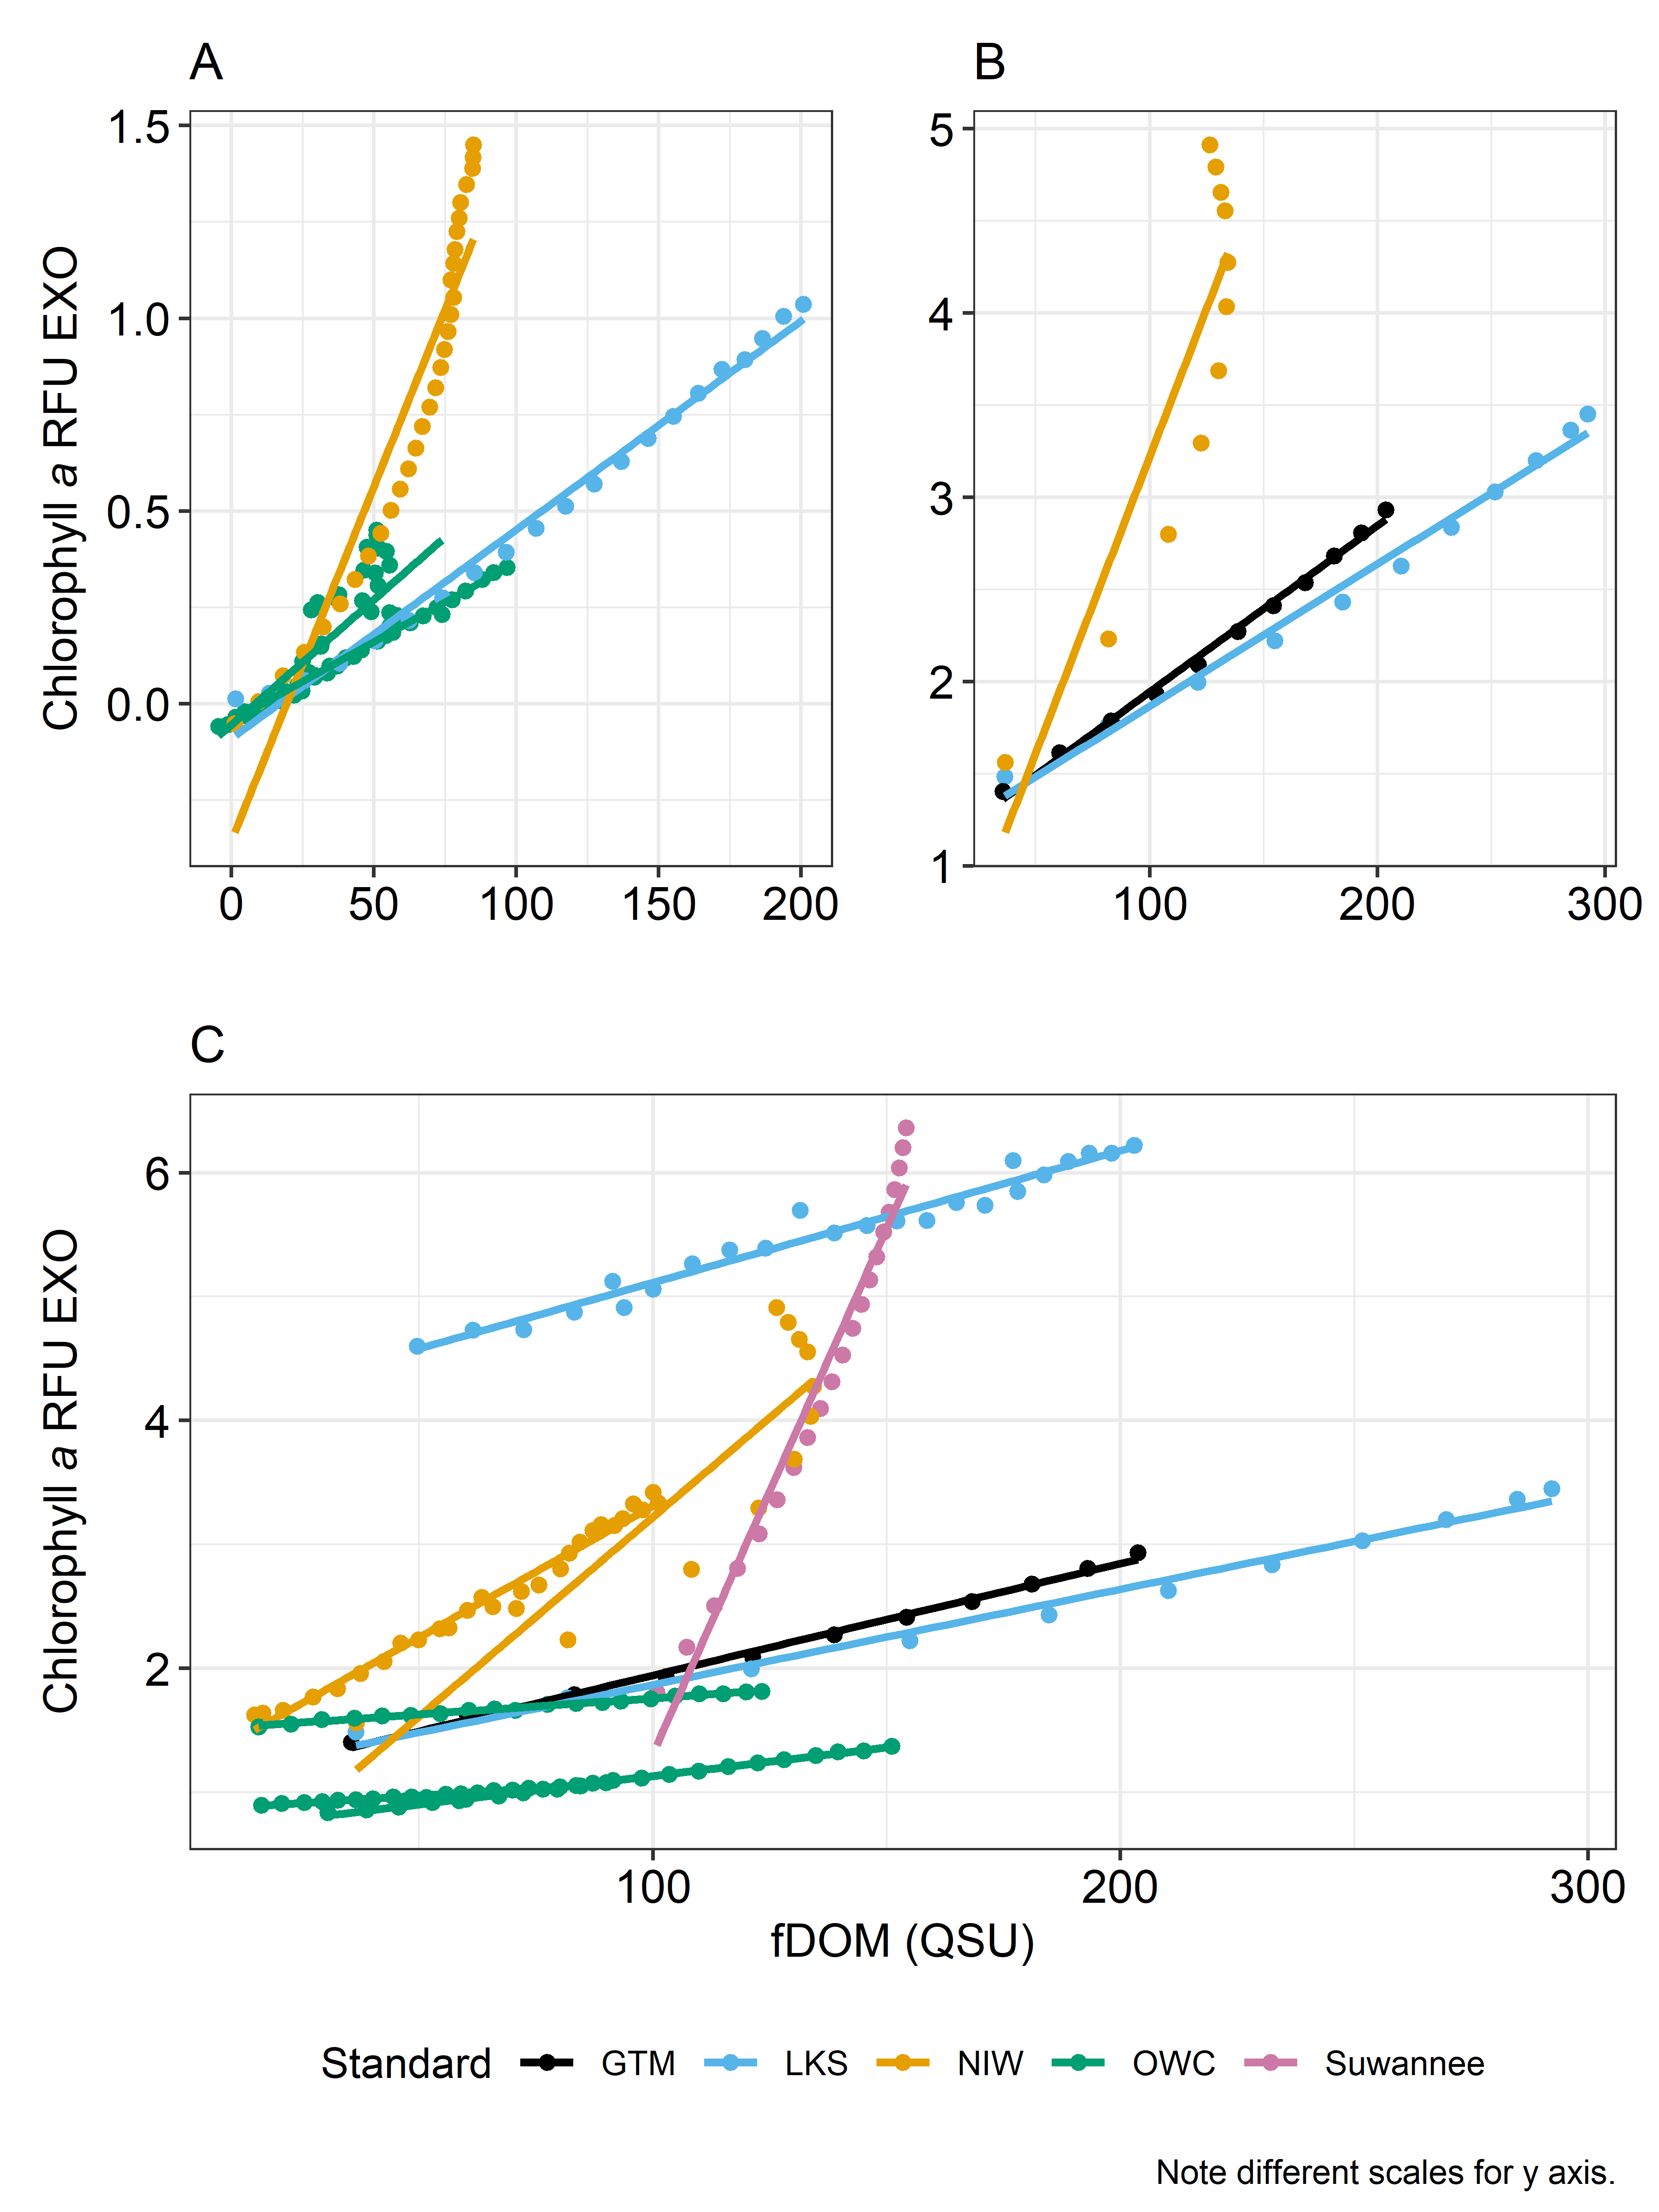 A
B
Chlorophyll a RFU EXO
1.5
1.0
0.5
0.0
0 50 100 150 200
5
4
3
2
1
100 200 300
C
Chlorophyll a RFU EXO
6
4
2
100 200 300
fDOM (QSU)
Standard GTM LKS NIW OWC Suwannee
Note different scales for y axis.